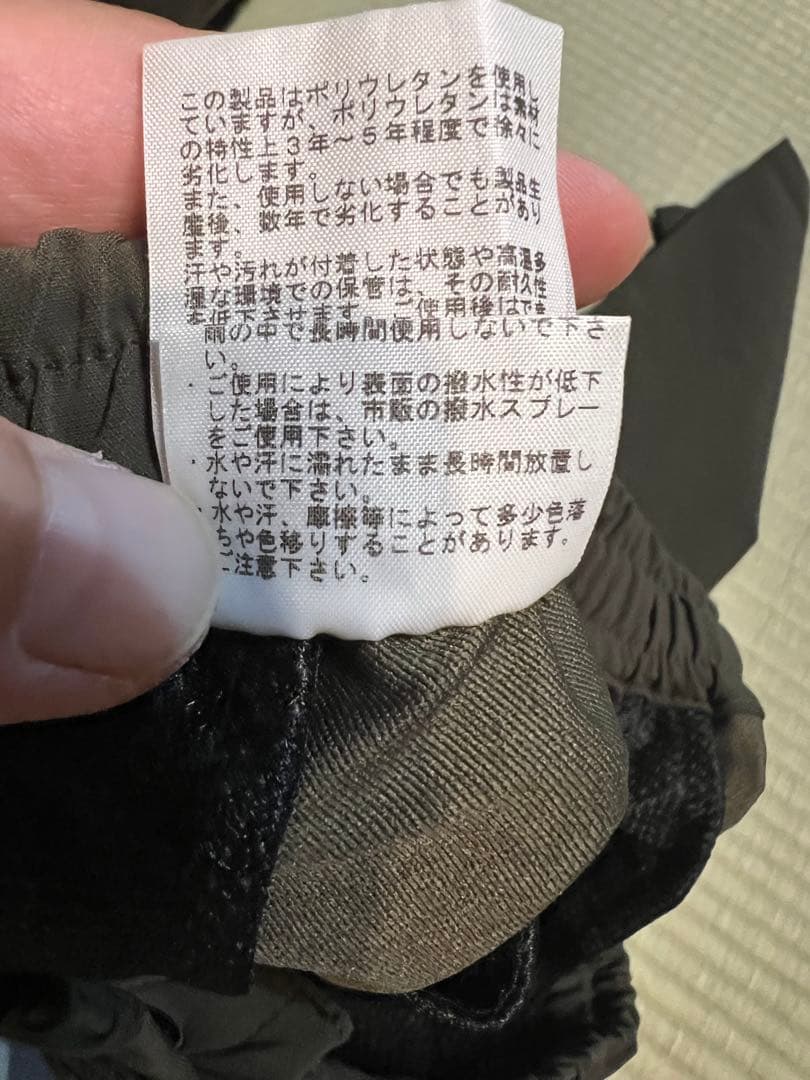 この製品はポリウレタンを使用し
ていますが、ポリウレタンは素材
の特性上3年～5年程度で徐々に
劣化します。
また、使用しない場合でも製品生
産後、数年で劣化することがあり
ます。
汗や汚れが付着した状態や高温多
湿な環境での保管は、その耐久性
を低下させます。ご使用後はで
雨の中で長時間使用しないで下さ
い。
・ご使用により表面の撥水性が低下
した場合は、市販の撥水スプレー
をご使用下さい。
・水や汗に濡れたまま長時間放置し
ないで下さい。
・水や汗、摩擦等によって多少色落
ちや色移りすることがあります。
ご注意下さい。